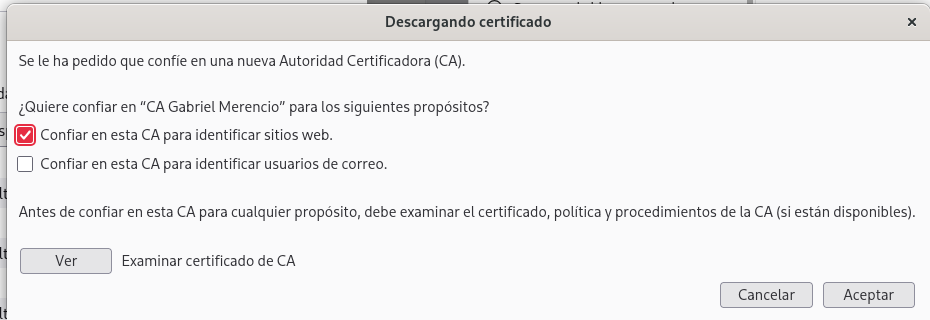 Descargando certificado
Se le ha pedido que confíe en una nueva Autoridad Certificadora (CA).
¿Quiere confiar en “CA Gabriel Merencio” para los siguientes propósitos?
Confiar en esta CA para identificar sitios web.
Confiar en esta CA para identificar usuarios de correo.
Antes de confiar en esta CA para cualquier propósito, debe examinar el certificado, política y procedimientos de la CA (si están disponibles).
Ver Examinar certificado de CA
Cancelar Aceptar